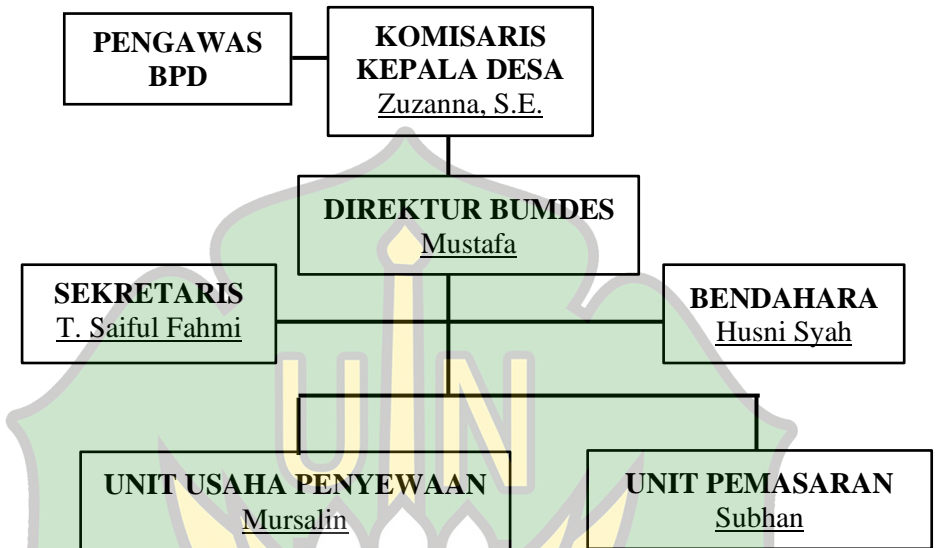 PENGAWAS
BPD
KOMISARIS
KEPALA DESA
Zuzanna, S.E.
DIREKTUR BUMDES
Mustafa
SEKRETARIS
T. Saiful Fahmi
BENDAHARA
Husni Syah
UIN
UNIT USAHA PENYEWAAN
Mursalin
UNIT PEMASARAN
Subhan